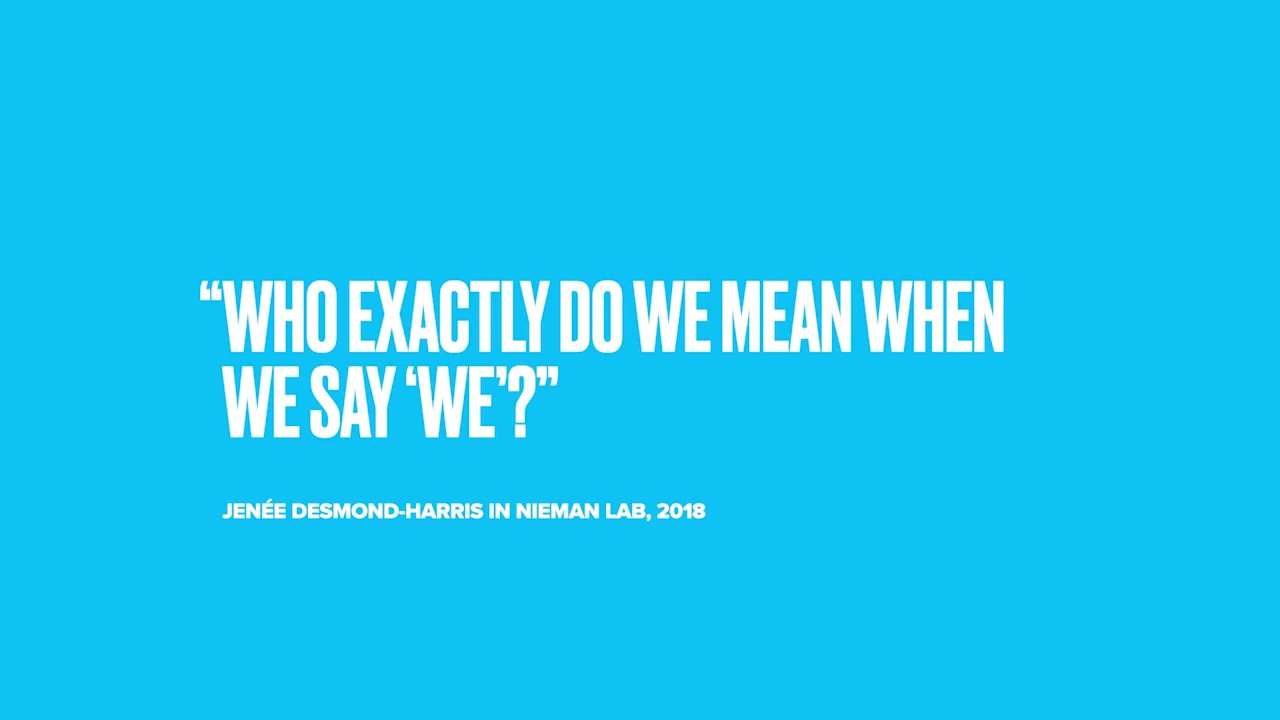 “WHO EXACTLY DO WE MEAN WHEN
WE SAY ‘WE’?”
JENÉE DESMOND-HARRIS IN NIEMAN LAB, 2018